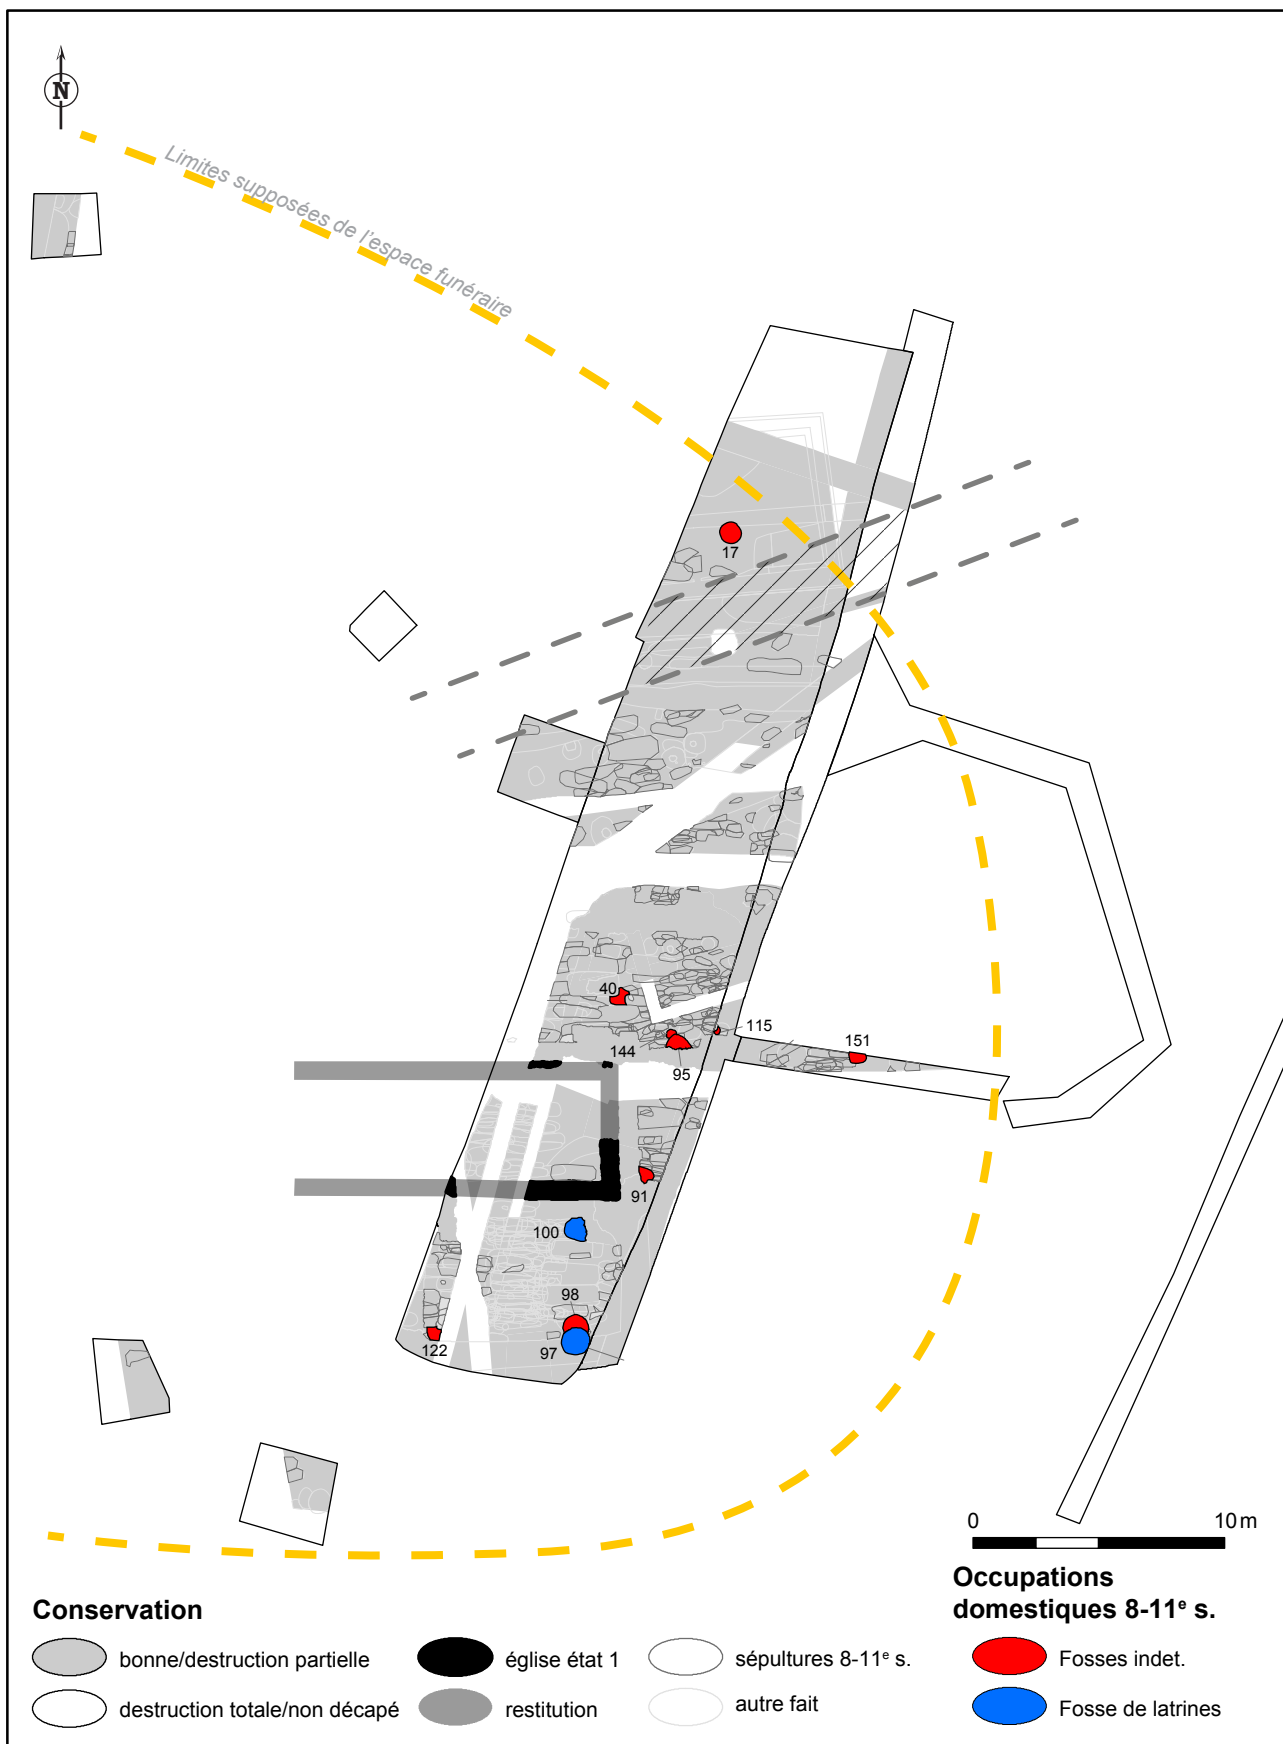 N
Limites supposées de l'espace funéraire
17
40
115
144
95
151
91
100
98
97
122
0 10 m
Conservation
bonne/destruction partielle
destruction totale/non décapé
église état 1
restitution
sépultures 8-11e s.
autre fait
Occupations
domestiques 8-11e s.
Fosses indet.
Fosse de latrines